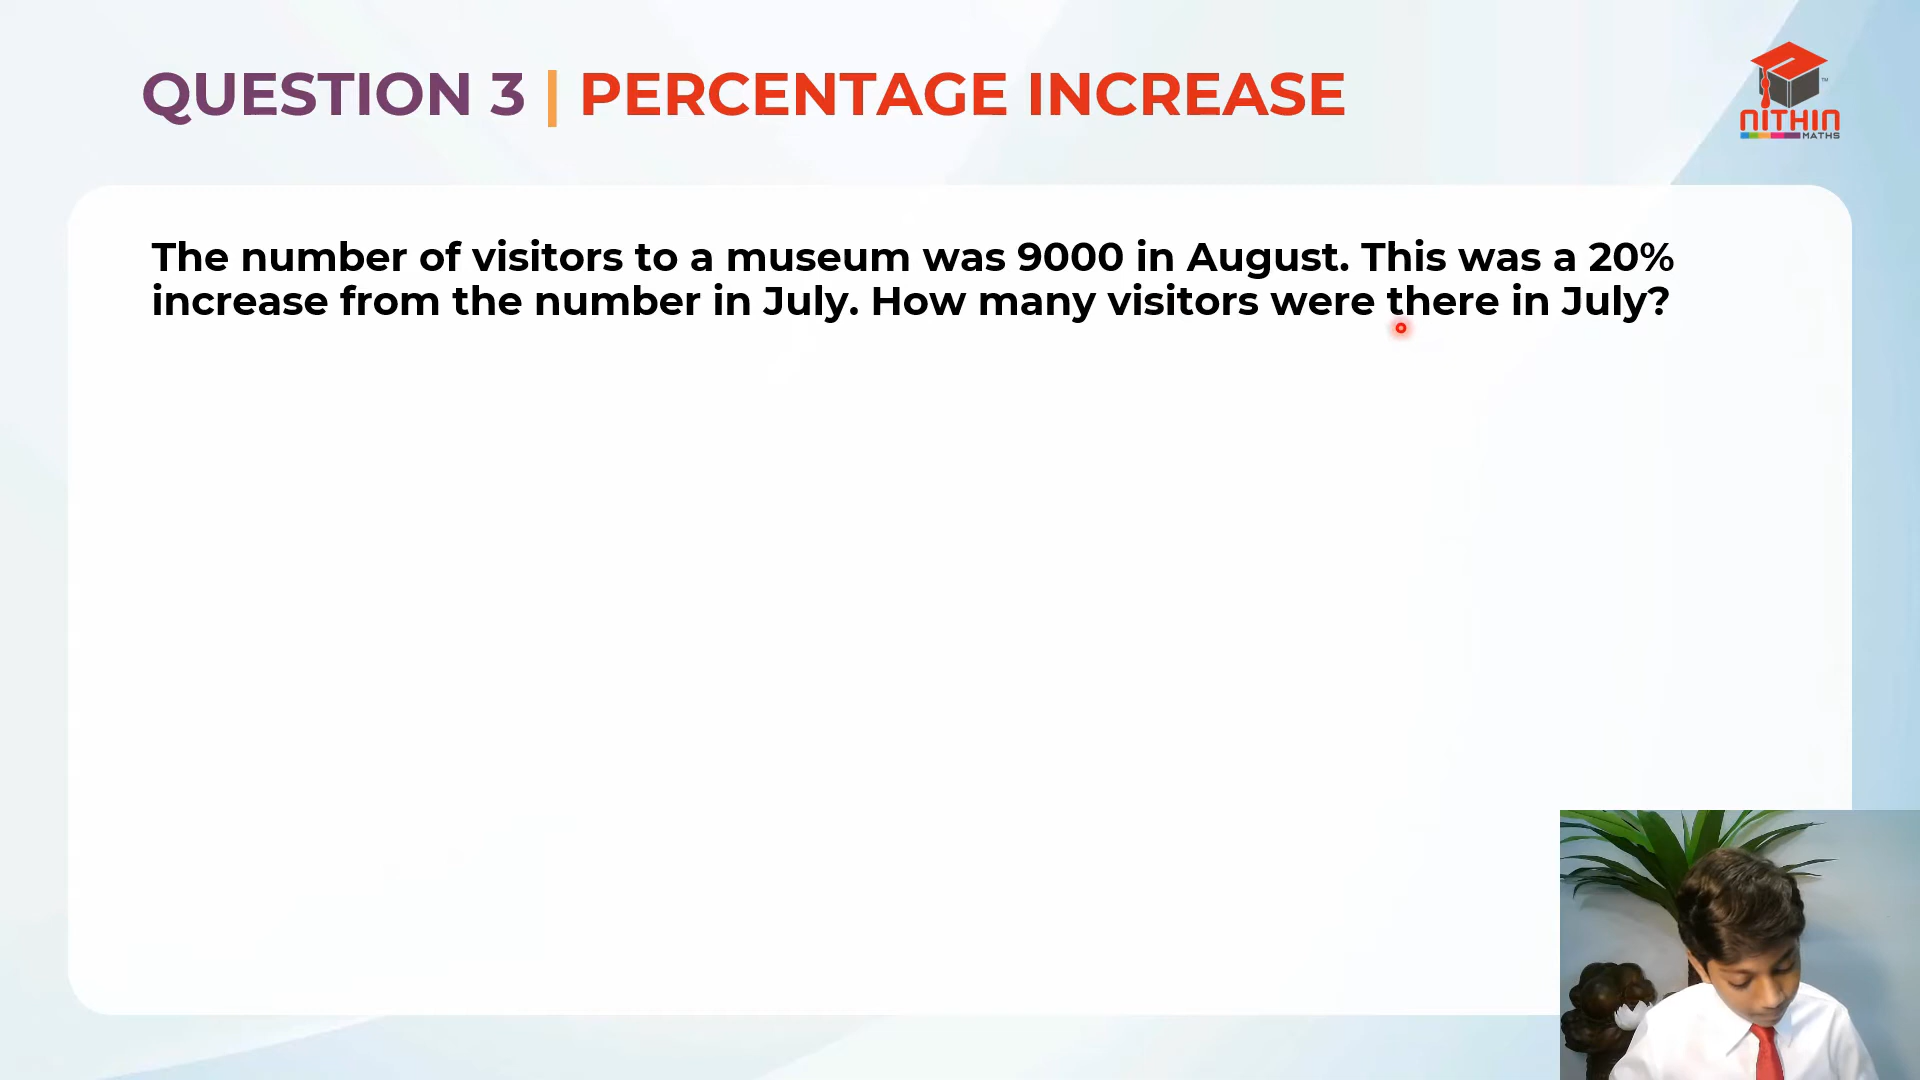 QUESTION 3 | PERCENTAGE INCREASE
NITHIN
MATHS
TM
The number of visitors to a museum was 9000 in August. This was a 20%
increase from the number in July. How many visitors were there in July?